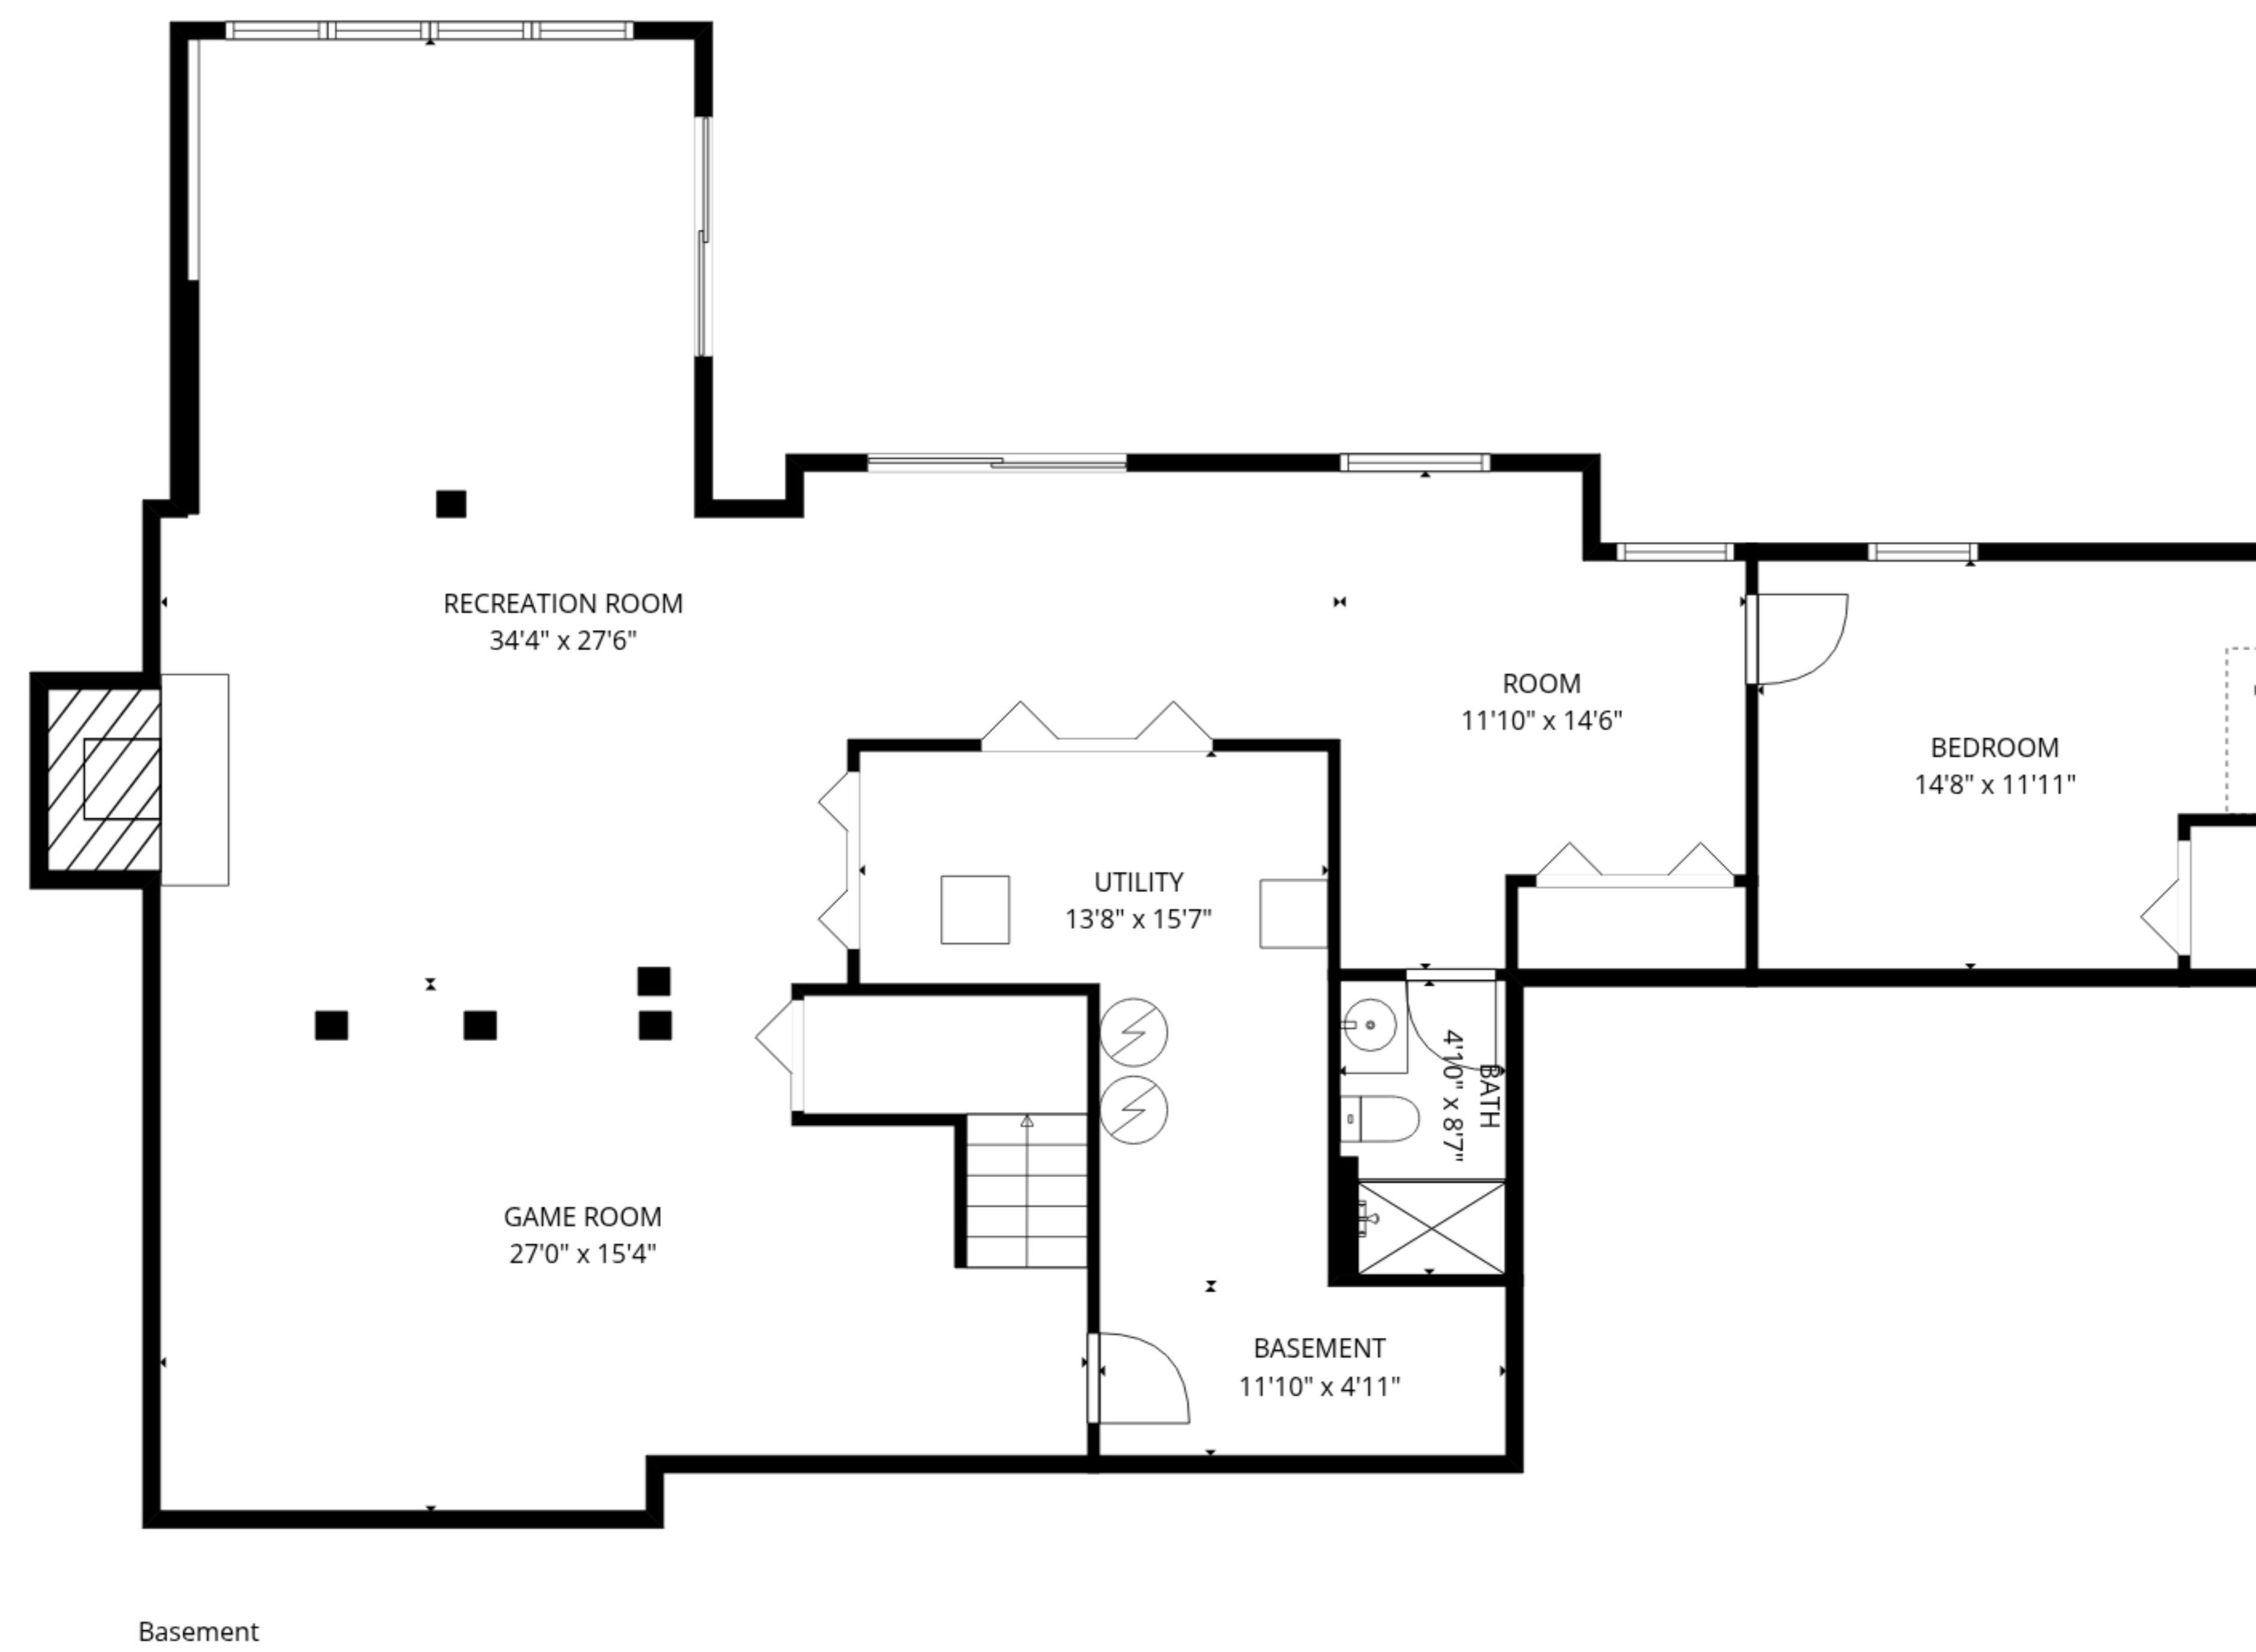 RECREATION ROOM
34'4" x 27'6"
ROOM
11'10" x 14'6"
BEDROOM
14'8" x 11'11"
UTILITY
13'8" x 15'7"
BATH
4'10" x 8'7"
GAME ROOM
27'0" x 15'4"
BASEMENT
11'10" x 4'11"
Basement